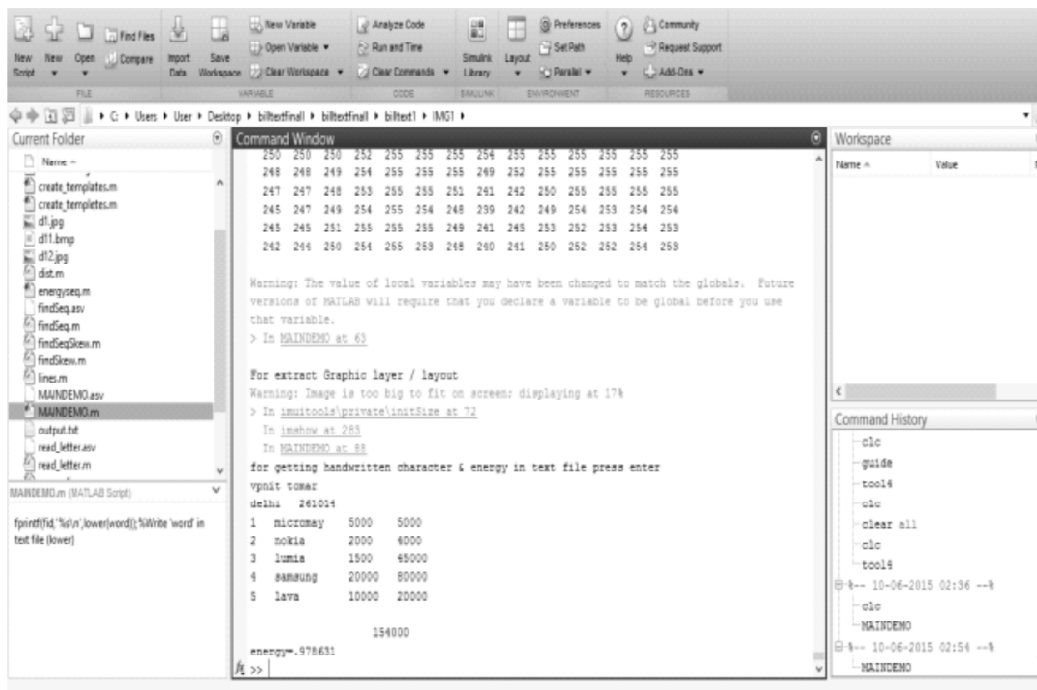 New Variable
Analyze Code
Preferences
Community
Find Files
Open Variable
Run and Time
Set Path
Request Support
New Script
New
Open
Compare
Import Data
Save Workspace
Clear Workspace
Clear Commands
Simulink Library
Layout
Parallel
Help
Add-Ons
FILE
VARIABLE
CODE
SIMULINK
ENVIRONMENT
RESOURCES
C: Users User Desktop billtextfinall billtextfinall billtext1 IMG1
Current Folder
Name
create_templates.m
create_templetes.m
d1.jpg
d11.bmp
d12.jpg
dist.m
energyseq.m
findSeq.asv
findSeq.m
findSeqSkew.m
findSkew.m
lines.m
MAINDEMO.asv
MAINDEMO.m
output.txt
read_letter.asv
read_letter.m
MAINDEMO.m (MATLAB Script)
fprintf(fid,'%s\n',lower(word));%Write 'word' in
text file (lower)
Command Window
250 250 250 252 255 255 255 254 255 255 255 255 255 255
248 248 249 254 255 255 255 249 252 255 255 255 255 255
247 247 248 253 255 255 251 241 242 250 255 255 255 255
245 247 249 254 255 254 248 239 242 249 254 253 254 254
245 245 251 255 255 255 249 241 245 253 252 253 254 253
242 244 250 254 255 253 248 240 241 250 252 252 254 253
Warning: The value of local variables may have been changed to match the globals. Future
versions of MATLAB will require that you declare a variable to be global before you use
that variable.
> In MAINDEMO at 63
For extract Graphic layer / layout
Warning: Image is too big to fit on screen; displaying at 17%
> In imuitools\private\initSize at 72
In imshow at 283
In MAINDEMO at 88
for getting handwritten character & energy in text file press enter
vpnit tomar
delhi 261014
1 micromay 5000 5000
2 nokia 2000 4000
3 lumia 1500 45000
4 samsung 20000 80000
5 lava 10000 20000
154000
energy=.978631
fx >>
Workspace
Name
Value
Command History
clc
guide
tool4
clc
clear all
clc
tool4
%-- 10-06-2015 02:36 --%
clc
MAINDEMO
%-- 10-06-2015 02:54 --%
MAINDEMO